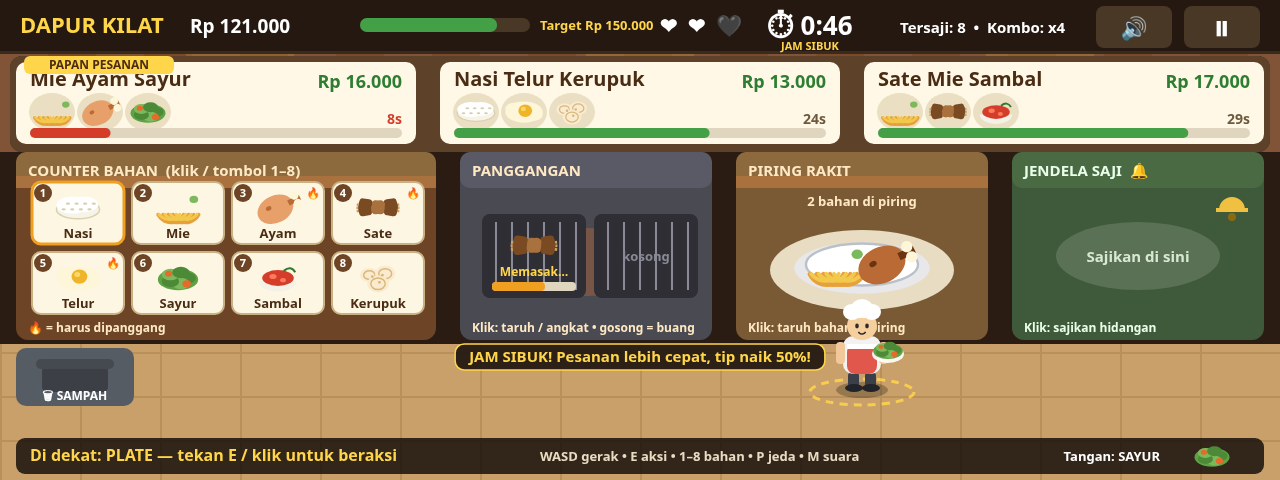 DAPUR KILAT
Rp 121.000
Target Rp 150.000
0:46
JAM SIBUK
Tersaji: 8 • Kombo: x4
PAPAN PESANAN
Mie Ayam Sayur
Rp 16.000
8s
Nasi Telur Kerupuk
Rp 13.000
24s
Sate Mie Sambal
Rp 17.000
29s
COUNTER BAHAN (klik / tombol 1–8)
1
Nasi
2
Mie
3
Ayam
4
Sate
5
Telur
6
Sayur
7
Sambal
8
Kerupuk
= harus dipanggang
PANGGANGAN
Memasak...
kosong
Klik: taruh / angkat • gosong = buang
PIRING RAKIT
2 bahan di piring
Klik: taruh bahan piring
JENDELA SAJI
Sajikan di sini
Klik: sajikan hidangan
JAM SIBUK! Pesanan lebih cepat, tip naik 50%!
SAMPAH
Di dekat: PLATE — tekan E / klik untuk beraksi
WASD gerak • E aksi • 1–8 bahan • P jeda • M suara
Tangan: SAYUR